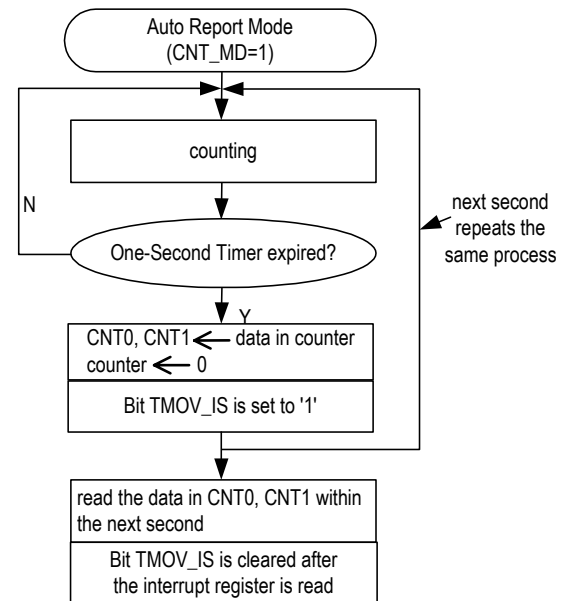 Auto Report Mode
(CNT_MD=1)
counting
N
next second
repeats the
same process
One-Second Timer expired?
Y
CNT0, CNT1 ← data in counter
counter ← 0
Bit TMOV_IS is set to '1'
read the data in CNT0, CNT1 within
the next second
Bit TMOV_IS is cleared after
the interrupt register is read